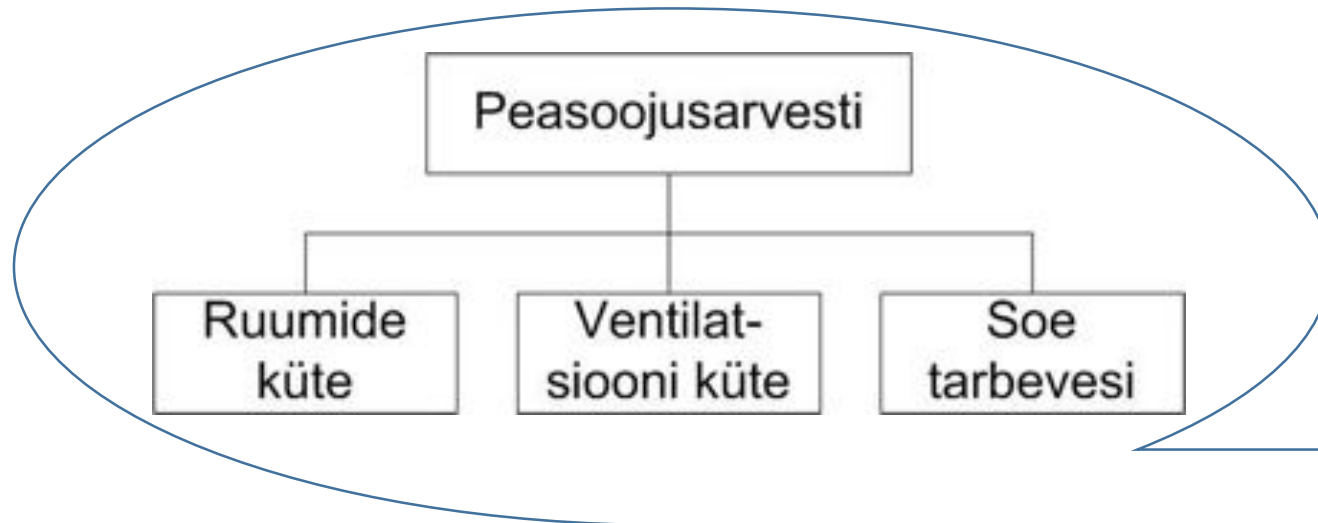 Peasoojusarvesti
Ruumide
küte
Ventilat-
siooni küte
Soe
tarbevesi